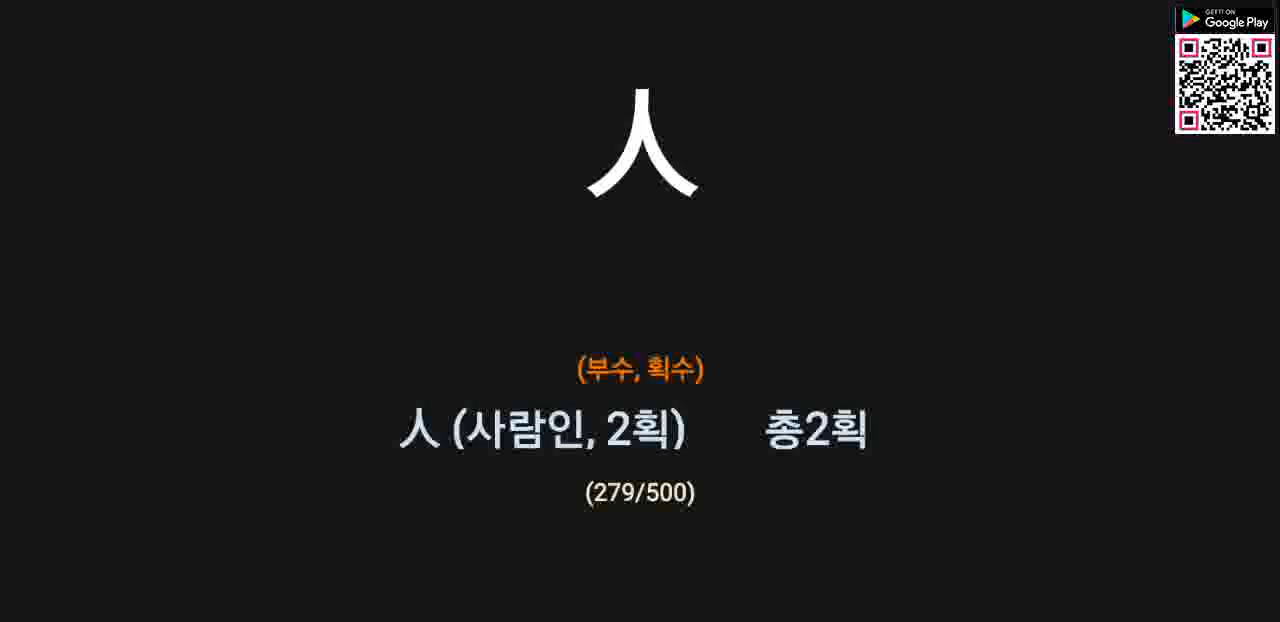 GET IT ON
Google Play
人
(부수, 획수)
人 (사람인, 2획) 총2획
(279/500)